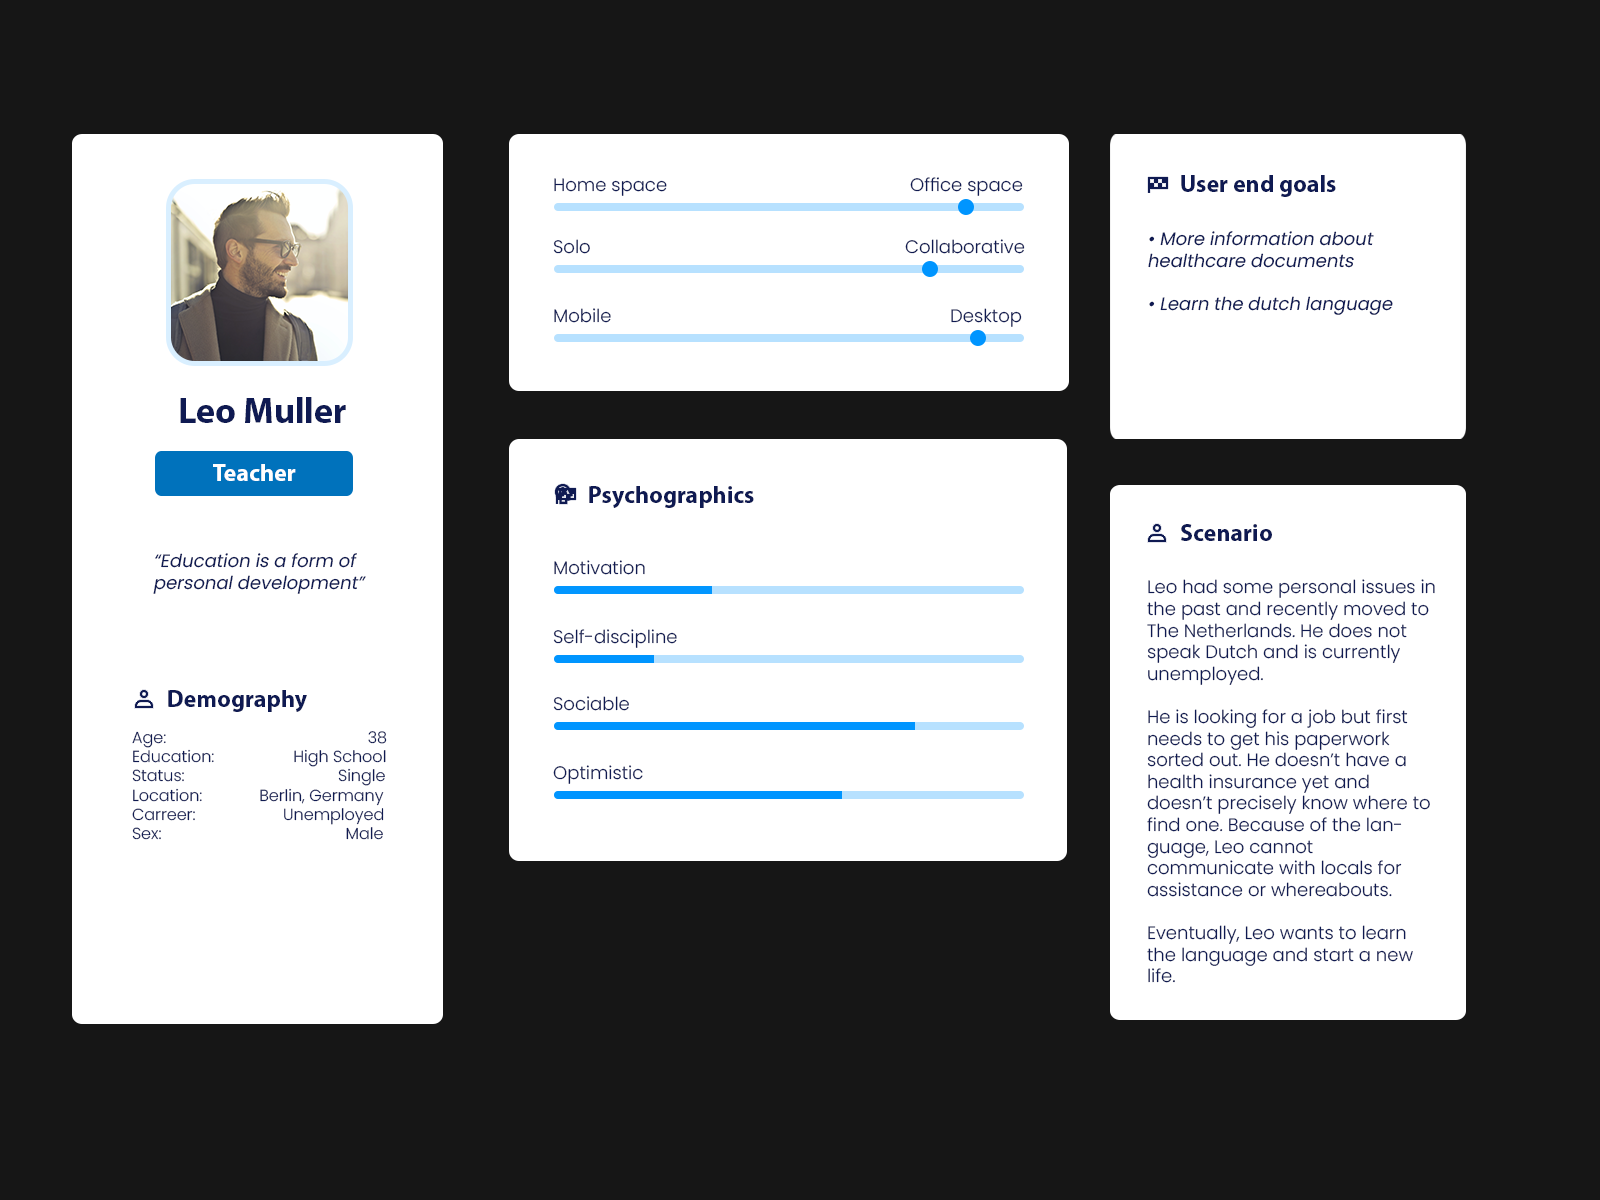 Leo Muller
Teacher
“Education is a form of
personal development”
Demography
Age: 38
Education: High School
Status: Single
Location: Berlin, Germany
Carreer: Unemployed
Sex: Male
Home space Office space
Solo Collaborative
Mobile Desktop
Psychographics
Motivation
Self-discipline
Sociable
Optimistic
User end goals
• More information about
healthcare documents
• Learn the dutch language
Scenario
Leo had some personal issues in
the past and recently moved to
The Netherlands. He does not
speak Dutch and is currently
unemployed.
He is looking for a job but first
needs to get his paperwork
sorted out. He doesn’t have a
health insurance yet and
doesn’t precisely know where to
find one. Because of the lan-
guage, Leo cannot
communicate with locals for
assistance or whereabouts.
Eventually, Leo wants to learn
the language and start a new
life.